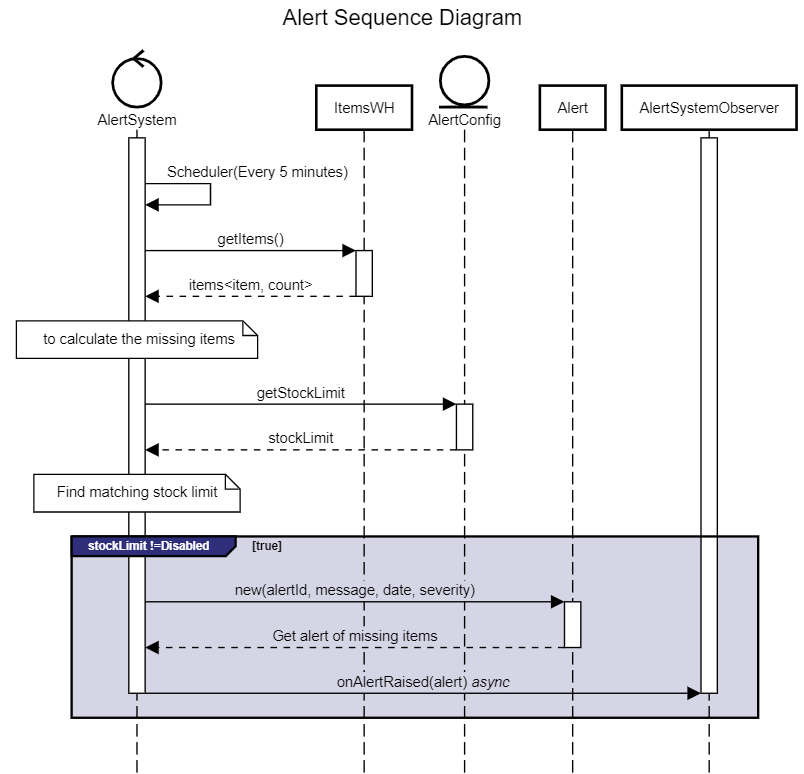 Alert Sequence Diagram
AlertSystem
ItemsWH
AlertConfig
Alert
AlertSystemObserver
Scheduler(Every 5 minutes)
getItems()
items<item, count>
to calculate the missing items
getStockLimit
stockLimit
Find matching stock limit
stockLimit !=Disabled [true]
new(alertId, message, date, severity)
Get alert of missing items
onAlertRaised(alert) async